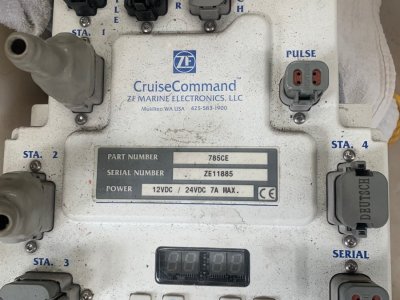 STA. 1
ZF
PULSE
CruiseCommand™
ZF MARINE ELECTRONICS, LLC
Mukilteo WA USA 425-583-1900
STA. 2
STA. 4
PART NUMBER 785CE
SERIAL NUMBER ZE11885
POWER 12VDC / 24VDC 7A MAX. CE
DEUTSCH
STA. 3
SERIAL